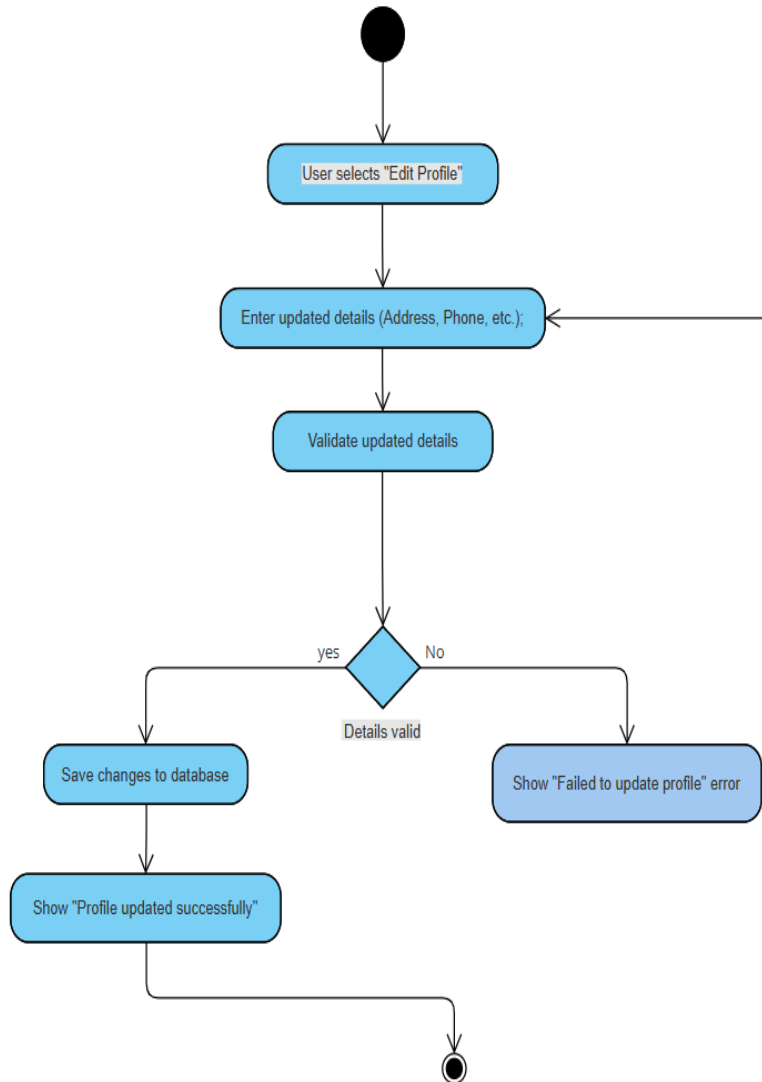 User selects "Edit Profile"
Enter updated details (Address, Phone, etc.);
Validate updated details
yes
No
Details valid
Save changes to database
Show "Failed to update profile" error
Show "Profile updated successfully"